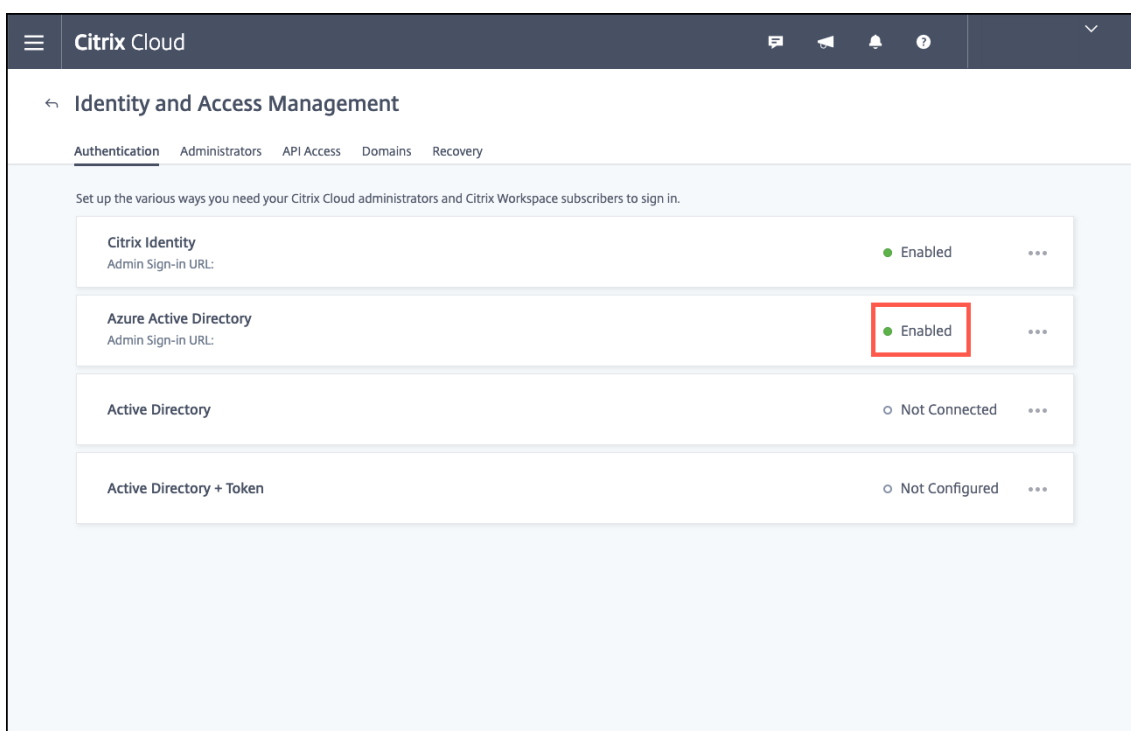 Citrix Cloud
Identity and Access Management
Authentication Administrators API Access Domains Recovery
Set up the various ways you need your Citrix Cloud administrators and Citrix Workspace subscribers to sign in.
Citrix Identity
Admin Sign-in URL:
Enabled
Azure Active Directory
Admin Sign-in URL:
Enabled
Active Directory
Not Connected
Active Directory + Token
Not Configured